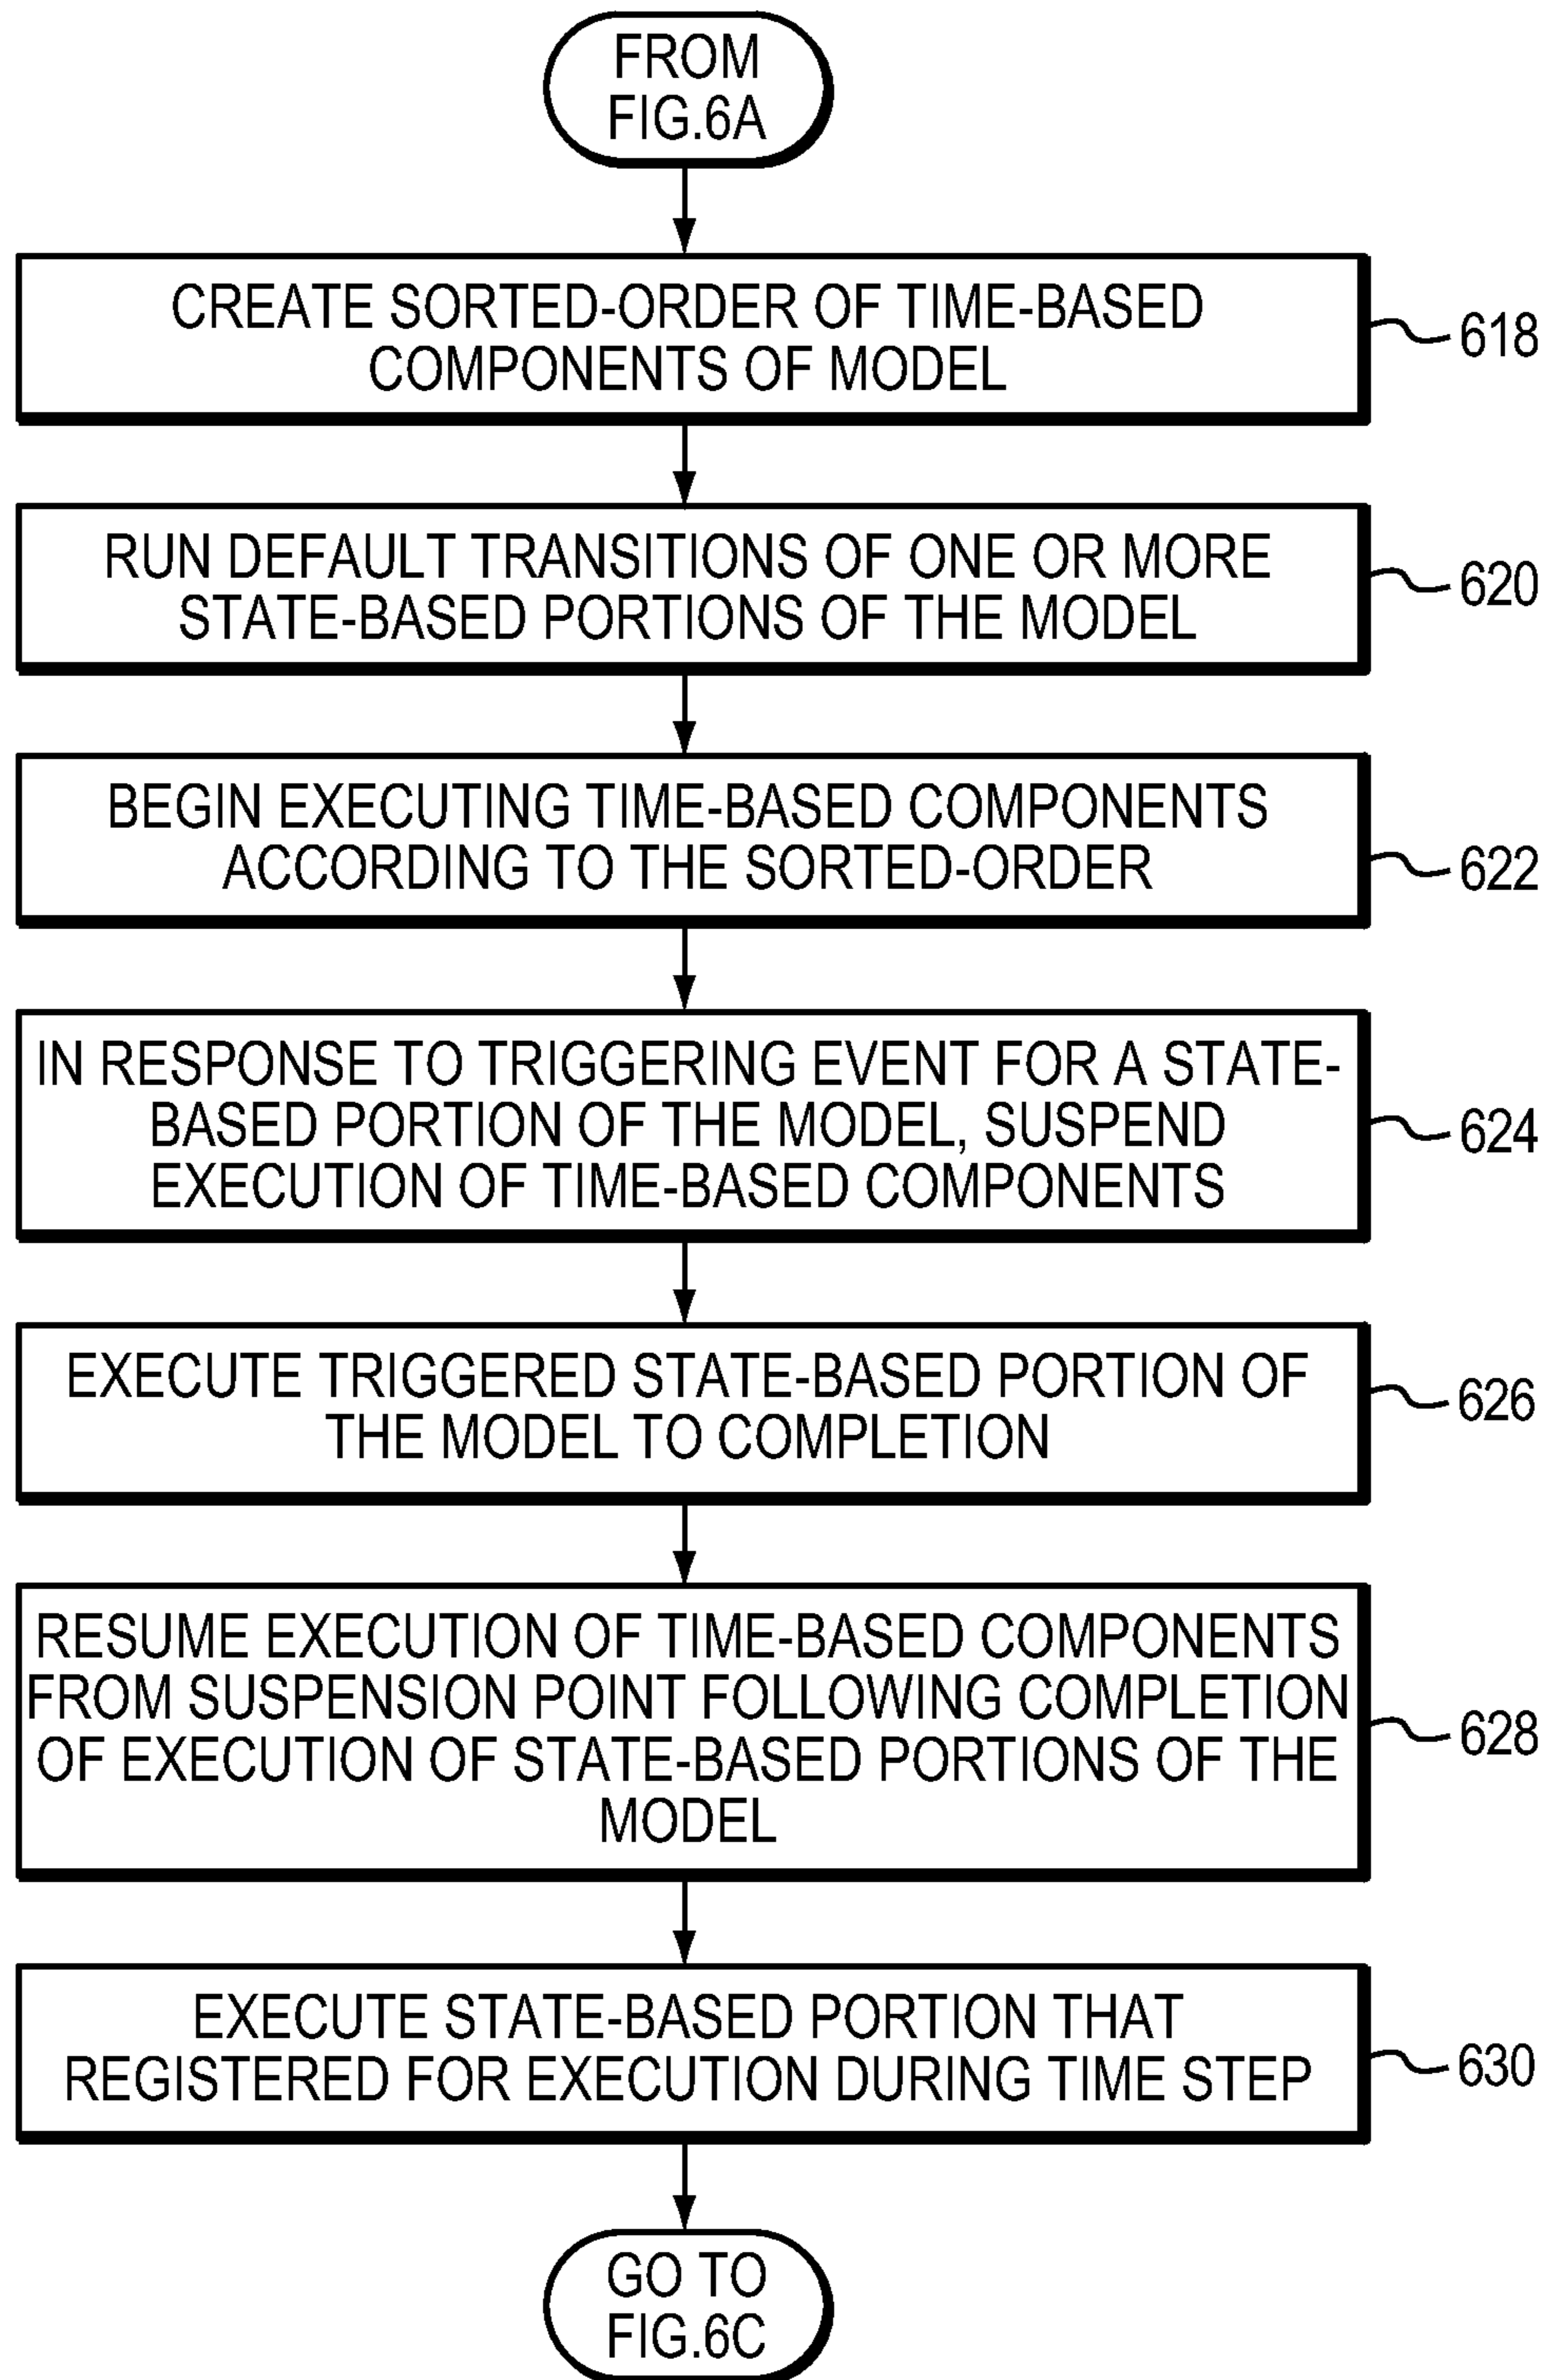 FROM
FIG.6A
CREATE SORTED-ORDER OF TIME-BASED
COMPONENTS OF MODEL
618
RUN DEFAULT TRANSITIONS OF ONE OR MORE
STATE-BASED PORTIONS OF THE MODEL
620
BEGIN EXECUTING TIME-BASED COMPONENTS
ACCORDING TO THE SORTED-ORDER
622
IN RESPONSE TO TRIGGERING EVENT FOR A STATE-
BASED PORTION OF THE MODEL, SUSPEND
EXECUTION OF TIME-BASED COMPONENTS
624
EXECUTE TRIGGERED STATE-BASED PORTION OF
THE MODEL TO COMPLETION
626
RESUME EXECUTION OF TIME-BASED COMPONENTS
FROM SUSPENSION POINT FOLLOWING COMPLETION
OF EXECUTION OF STATE-BASED PORTIONS OF THE
MODEL
628
EXECUTE STATE-BASED PORTION THAT
REGISTERED FOR EXECUTION DURING TIME STEP
630
GO TO
FIG.6C